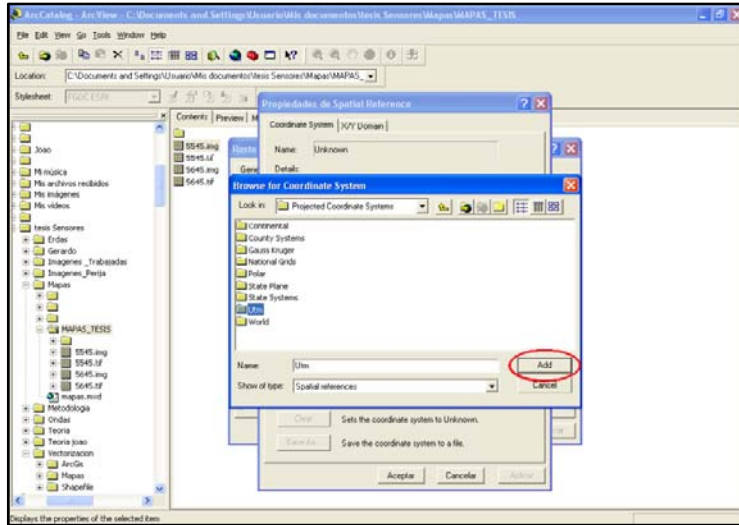 ArcCatalog - ArcView - C:\Documents and Settings\Usuario\Mis documentos\tesis Sensores\Mapas\MAPAS_TESIS
File Edit View Go Tools Window Help
Location: C:\Documents and Settings\Usuario\Mis documentos\tesis Sensores\Mapas\MAPAS_
Stylesheet: FGDC ESRI
Contents Preview
5545.img
5545.tif
5645.img
5645.tif
Joao
Mi música
Mis archivos recibidos
Mis imágenes
Mis vídeos
tesis Sensores
Erdas
Gerardo
Imagenes _Trabajadas
Imagenes_Perija
Mapas
MAPAS_TESIS
5545.img
5545.tif
5645.img
5645.tif
mapas.mxd
Metodologia
Ondas
Teoria
Teoria joao
Vectorizacion
ArcGis
Mapas
Shapefile
Propiedades de Spatial Reference
Coordinate System X/Y Domain
Name: Unknown
Details:
Browse for Coordinate System
Look in: Projected Coordinate Systems
Continental
County Systems
Gauss Kruger
National Grids
Polar
State Plane
State Systems
Utm
World
Name: Utm Add
Show of type: Spatial references Cancel
Clear Sets the coordinate system to Unknown.
Save As Save the coordinate system to a file.
Aceptar Cancelar Aplicar
Displays the properties of the selected item